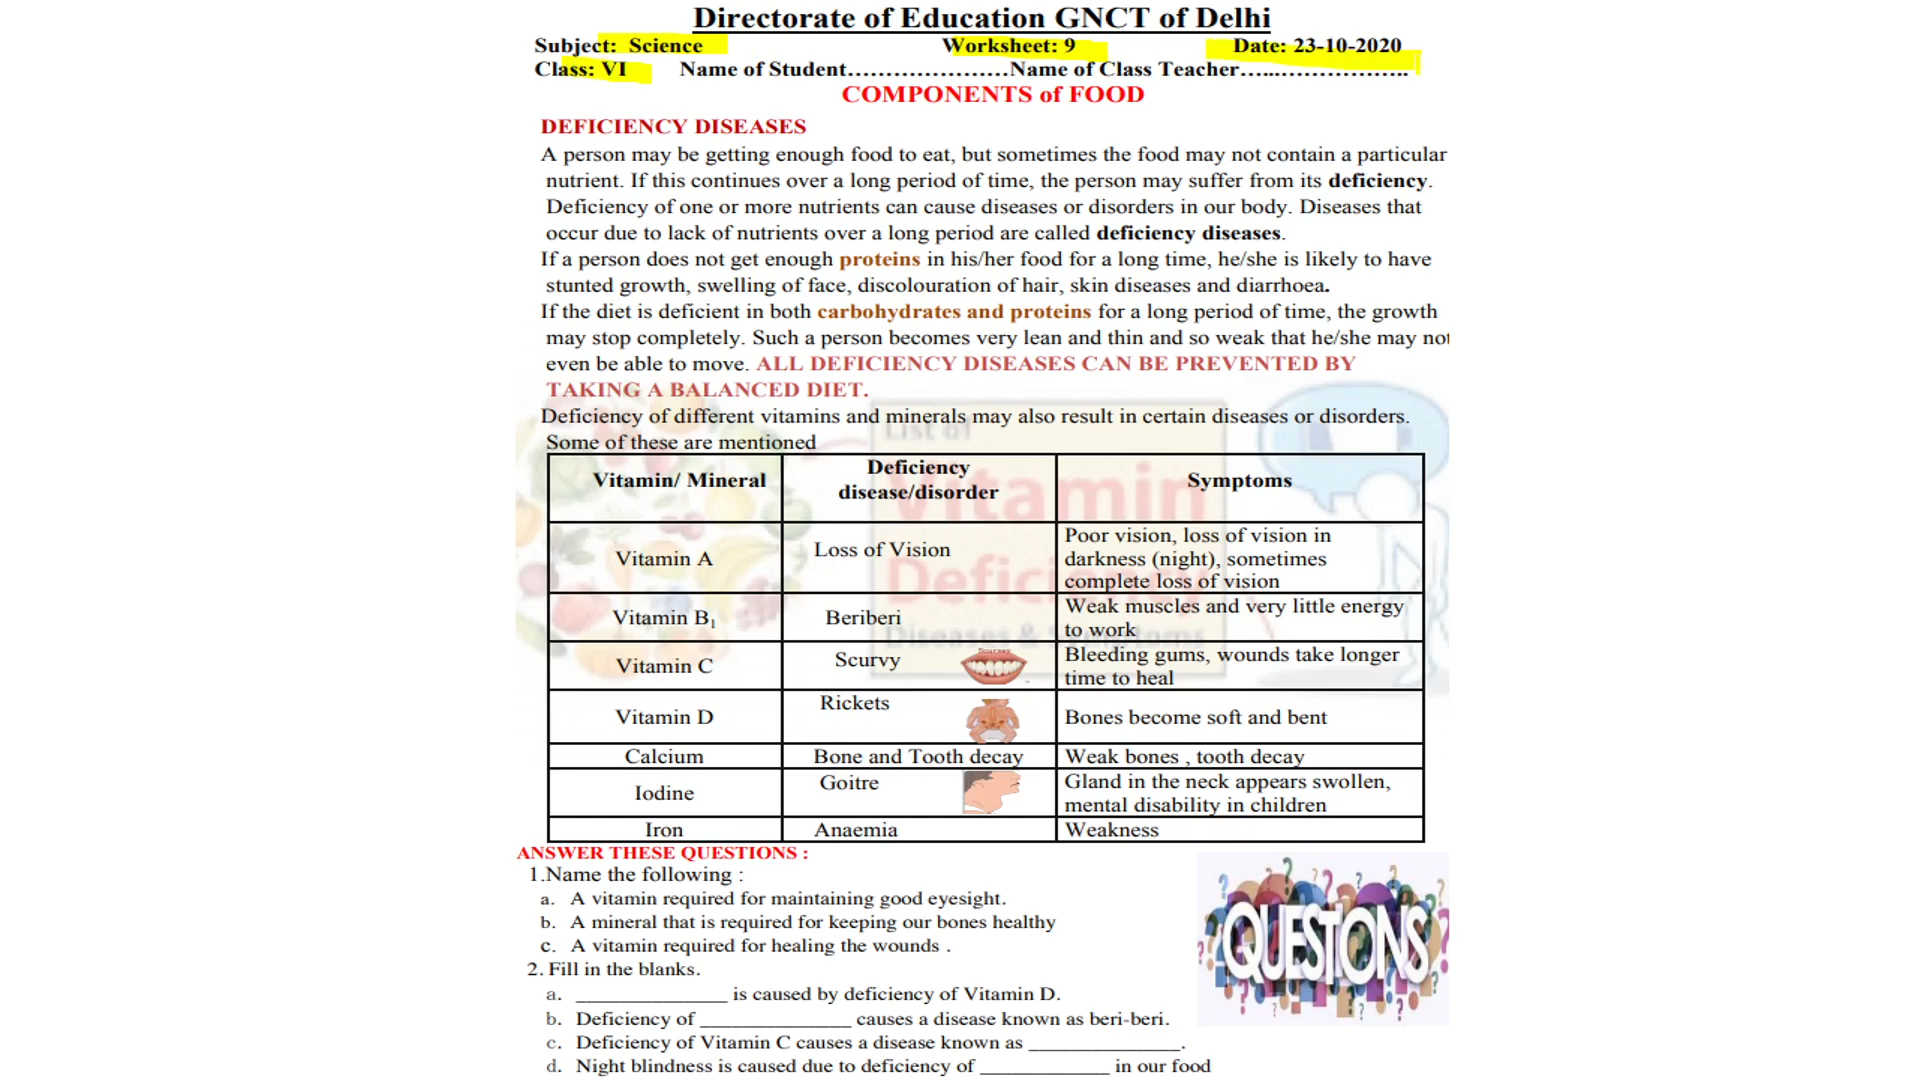 Directorate of Education GNCT of Delhi
Subject: Science Worksheet: 9 Date: 23-10-2020
Class: VI Name of Student..................... Name of Class Teacher.........................
COMPONENTS of FOOD
DEFICIENCY DISEASES
A person may be getting enough food to eat, but sometimes the food may not contain a particular
nutrient. If this continues over a long period of time, the person may suffer from its deficiency.
Deficiency of one or more nutrients can cause diseases or disorders in our body. Diseases that
occur due to lack of nutrients over a long period are called deficiency diseases.
If a person does not get enough proteins in his/her food for a long time, he/she is likely to have
stunted growth, swelling of face, discolouration of hair, skin diseases and diarrhoea.
If the diet is deficient in both carbohydrates and proteins for a long period of time, the growth
may stop completely. Such a person becomes very lean and thin and so weak that he/she may not
even be able to move. ALL DEFICIENCY DISEASES CAN BE PREVENTED BY
TAKING A BALANCED DIET.
Deficiency of different vitamins and minerals may also result in certain diseases or disorders.
Some of these are mentioned
List of
Vitamin
Deficiency
Diseases & Symptoms
Vitamin/ Mineral
Deficiency
disease/disorder
Symptoms
Vitamin A
Loss of Vision
Poor vision, loss of vision in
darkness (night), sometimes
complete loss of vision
Vitamin B₁
Beriberi
Weak muscles and very little energy
to work
Vitamin C
Scurvy
Bleeding gums, wounds take longer
time to heal
Vitamin D
Rickets
Bones become soft and bent
Calcium
Bone and Tooth decay
Weak bones , tooth decay
Iodine
Goitre
Gland in the neck appears swollen,
mental disability in children
Iron
Anaemia
Weakness
ANSWER THESE QUESTIONS :
1.Name the following :
a. A vitamin required for maintaining good eyesight.
b. A mineral that is required for keeping our bones healthy
c. A vitamin required for healing the wounds .
2. Fill in the blanks.
a. ______________ is caused by deficiency of Vitamin D.
b. Deficiency of ______________ causes a disease known as beri-beri.
c. Deficiency of Vitamin C causes a disease known as ______________.
d. Night blindness is caused due to deficiency of ____________ in our food
QUESTIONS